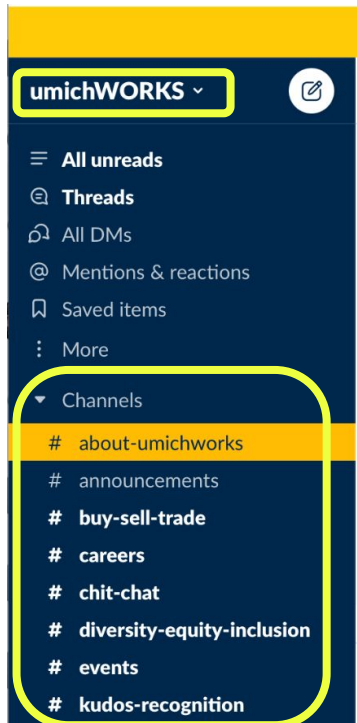 umichWORKS
All unreads
Threads
All DMs
@ Mentions & reactions
Saved items
More
Channels
# about-umichworks
# announcements
# buy-sell-trade
# careers
# chit-chat
# diversity-equity-inclusion
# events
# kudos-recognition